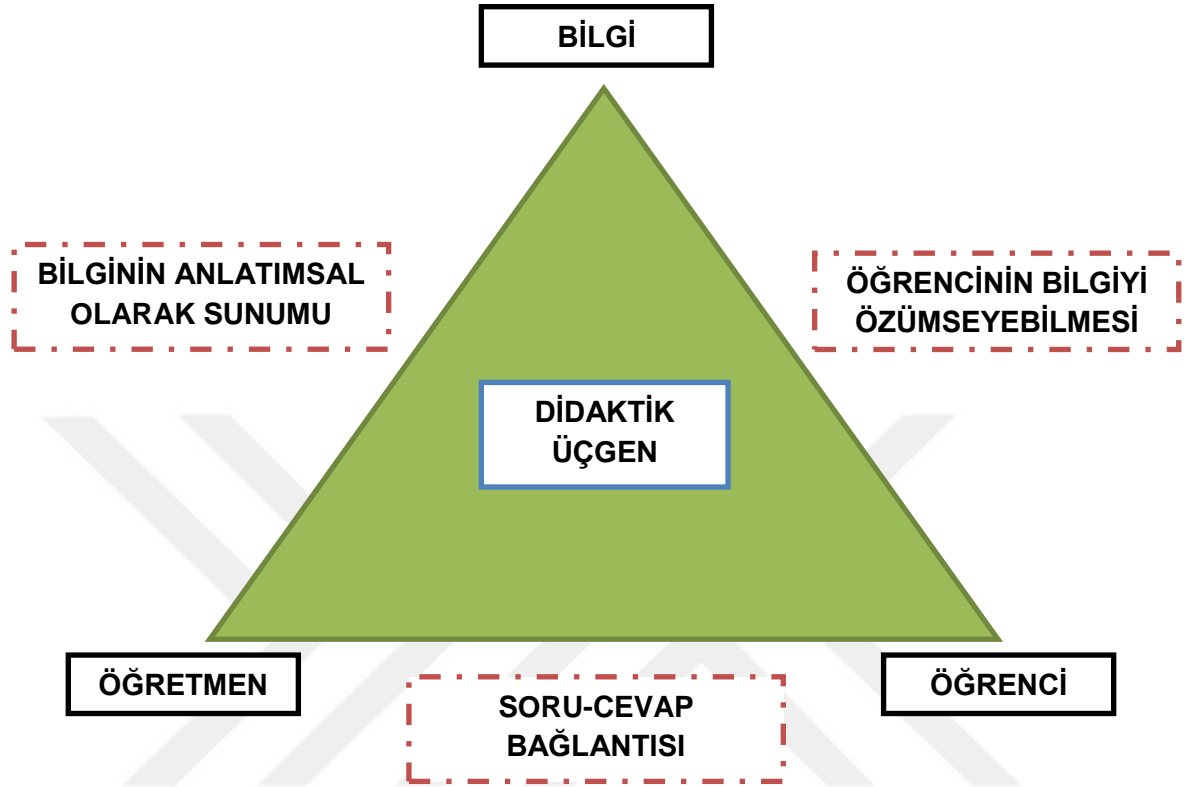 BİLGİ
BİLGİNİN ANLATIMSAL
OLARAK SUNUMU
ÖĞRENCİNİN BİLGİYİ
ÖZÜMSEYEBİLMESİ
DİDAKTİK
ÜÇGEN
ÖĞRETMEN
SORU-CEVAP
BAĞLANTISI
ÖĞRENCİ